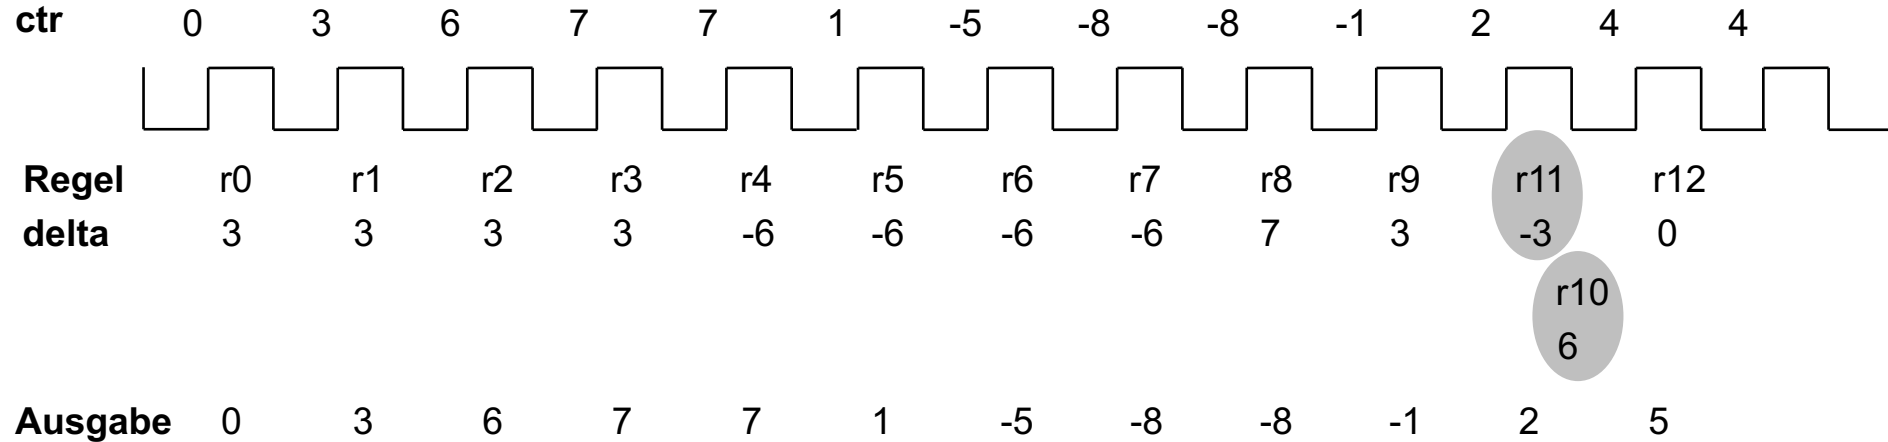 ctr 0 3 6 7 7 1 -5 -8 -8 -1 2 4 4
Regel r0 r1 r2 r3 r4 r5 r6 r7 r8 r9 r11 r12
delta 3 3 3 3 -6 -6 -6 -6 7 3 -3 0
r10
6
Ausgabe 0 3 6 7 7 1 -5 -8 -8 -1 2 5